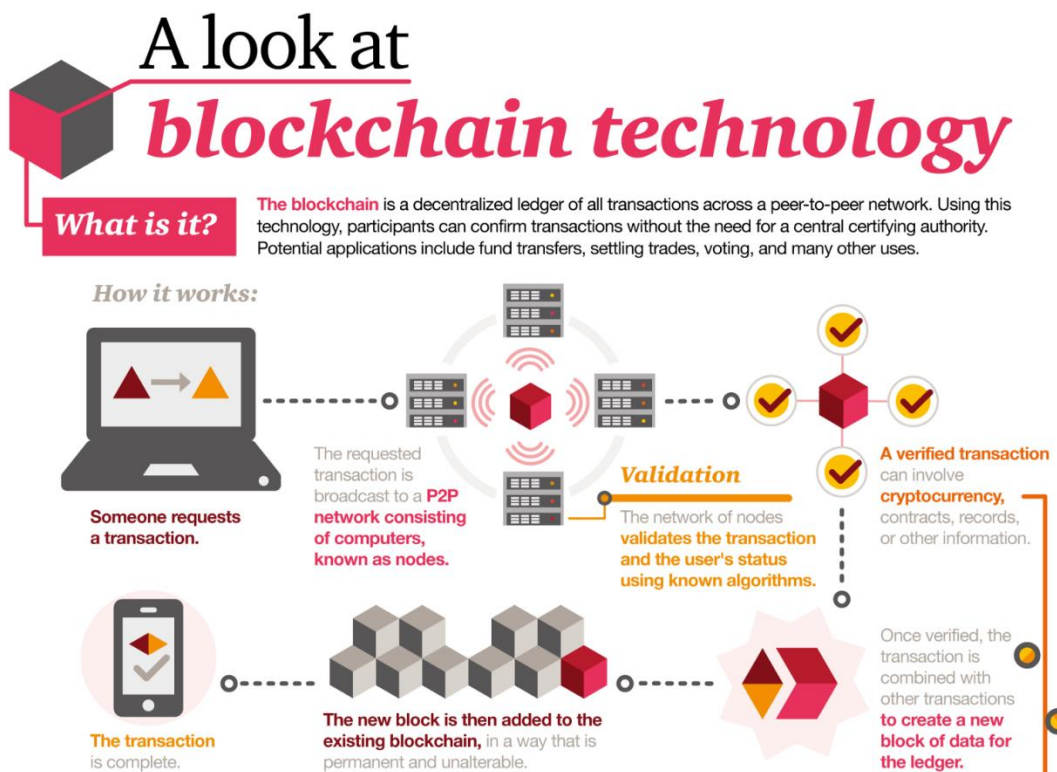 A look at
blockchain technology
What is it?
The blockchain is a decentralized ledger of all transactions across a peer-to-peer network. Using this
technology, participants can confirm transactions without the need for a central certifying authority.
Potential applications include fund transfers, settling trades, voting, and many other uses.
How it works:
Someone requests
a transaction.
The requested
transaction is
broadcast to a P2P
network consisting
of computers,
known as nodes.
Validation
The network of nodes
validates the transaction
and the user's status
using known algorithms.
A verified transaction
can involve
cryptocurrency,
contracts, records,
or other information.
Once verified, the
transaction is
combined with
other transactions
to create a new
block of data for
the ledger.
The new block is then added to the
existing blockchain, in a way that is
permanent and unalterable.
The transaction
is complete.